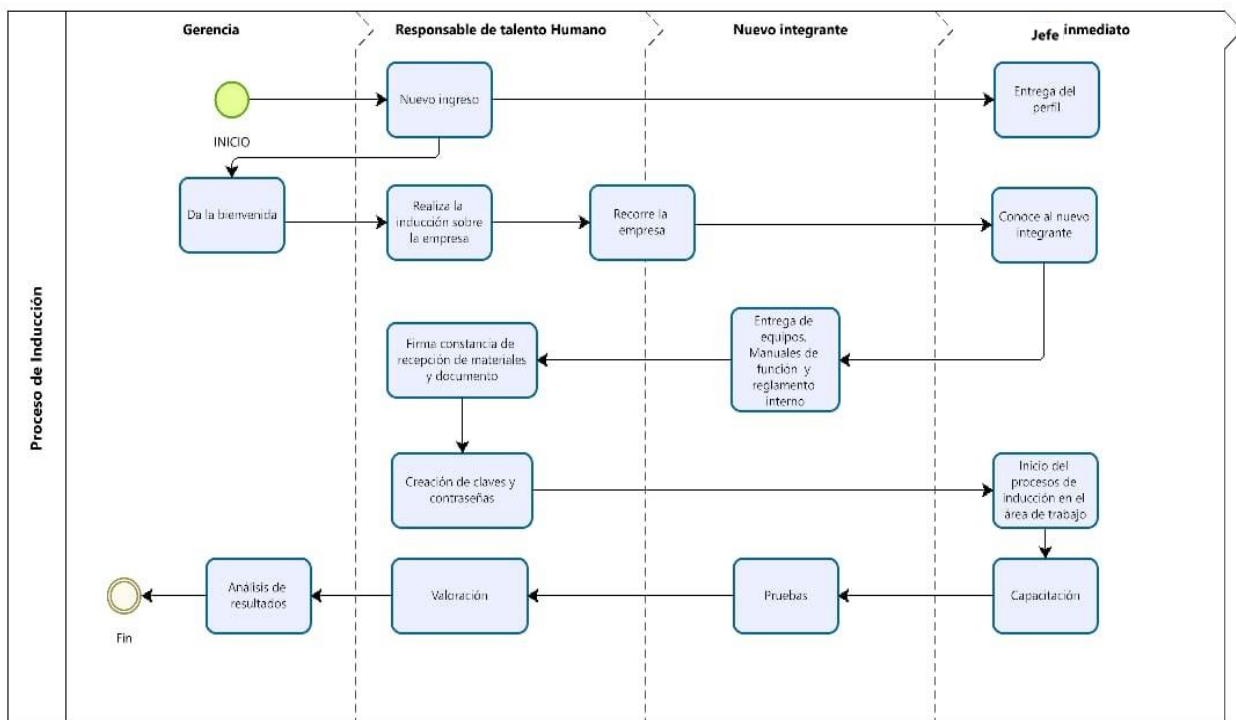 Gerencia
Responsable de talento Humano
Nuevo integrante
Jefe inmediato
Proceso de Inducción
INICIO
Nuevo ingreso
Entrega del
perfil
Da la bienvenida
Realiza la
inducción sobre
la empresa
Recorre la
empresa
Conoce al nuevo
integrante
Firma constancia de
recepción de materiales
y documento
Entrega de
equipos,
Manuales de
función y
reglamento
interno
Creación de claves y
contraseñas
Inicio del
procesos de
inducción en el
área de trabajo
Fin
Análisis de
resultados
Valoración
Pruebas
Capacitación